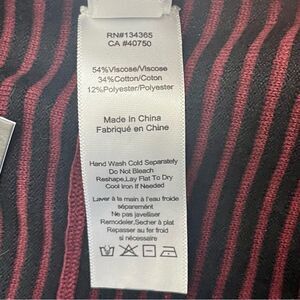 RN#134365
CA #40750
54%Viscose/Viscose
34%Cotton/Coton
12%Polyester/Polyester
Made In China
Fabriqué en Chine
Hand Wash Cold Separately
Do Not Bleach
Reshape,Lay Flat To Dry
Cool Iron If Needed
Laver à la main à l'eau froide
séparément
Ne pas javelliser
Remodeler,Sécher à plat
Repasser au fer froid
si nécessaire